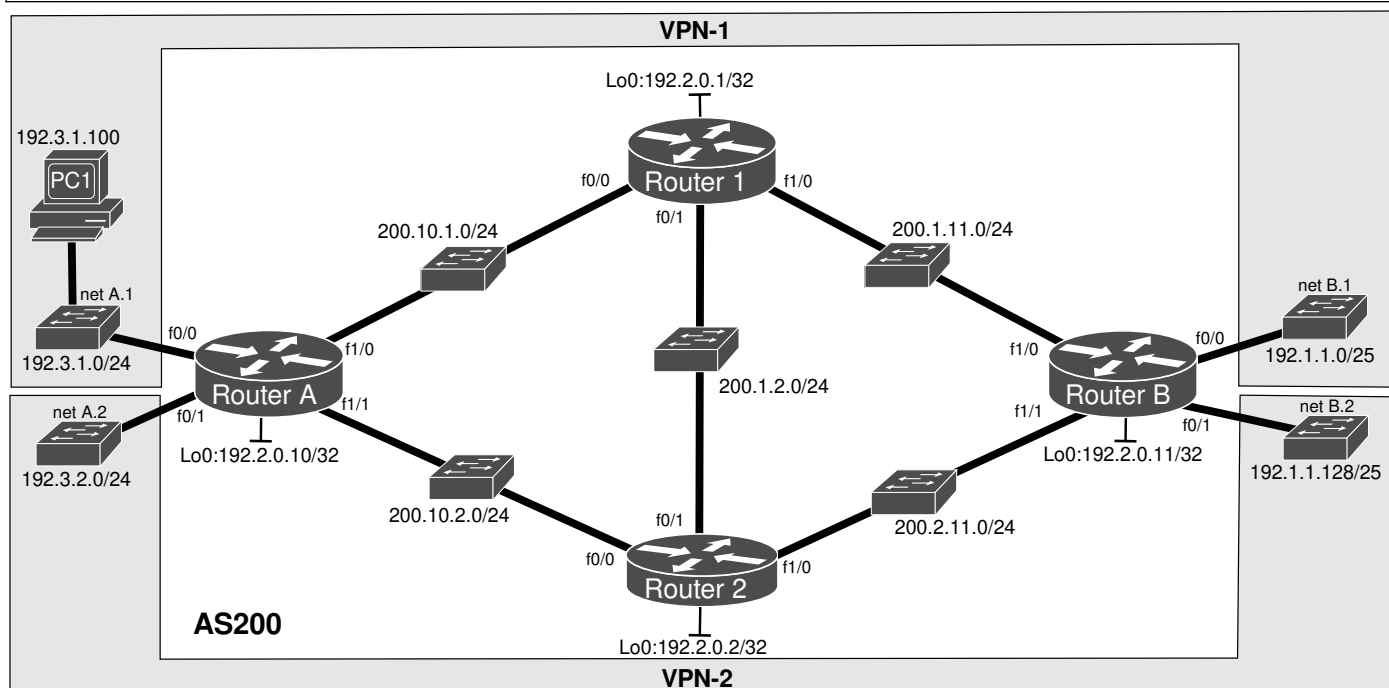 VPN-1
Lo0:192.2.0.1/32
192.3.1.100
PC1
Router 1
f0/0
f1/0
f0/1
200.10.1.0/24
200.1.11.0/24
net A.1
net B.1
f0/0
f0/0
192.3.1.0/24
f1/0
f1/0
192.1.1.0/25
Router A
200.1.2.0/24
Router B
net A.2
f0/1
f1/1
f1/1
f0/1
net B.2
Lo0:192.2.0.10/32
Lo0:192.2.0.11/32
192.3.2.0/24
192.1.1.128/25
200.10.2.0/24
f0/1
200.2.11.0/24
f0/0
f1/0
Router 2
AS200
Lo0:192.2.0.2/32
VPN-2